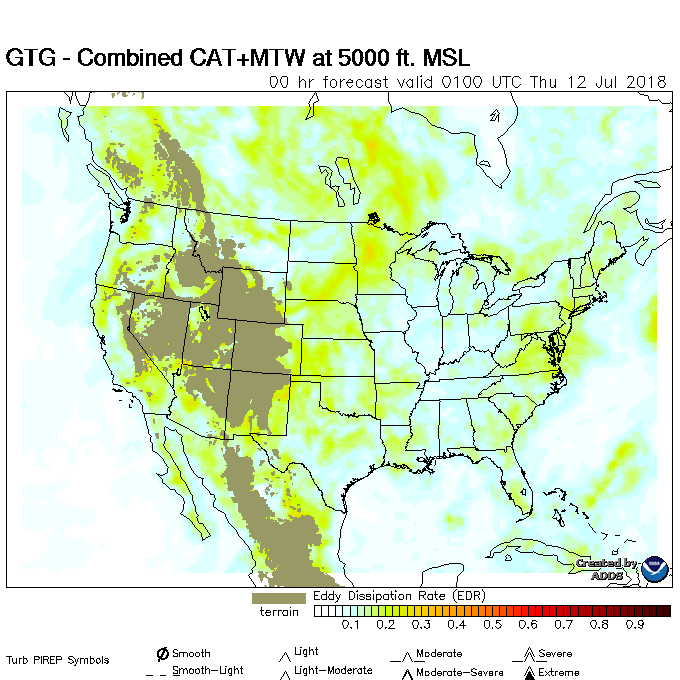 GTG - Combined CAT+MTW at 5000 ft. MSL
00 hr forecast valid 0100 UTC Thu 12 Jul 2018
Created by
ADDS
Eddy Dissipation Rate (EDR)
terrain
0.1 0.2 0.3 0.4 0.5 0.6 0.7 0.8 0.9
Turb PIREP Symbols
Smooth Light Moderate Severe
Smooth-Light Light-Moderate Moderate-Severe Extreme